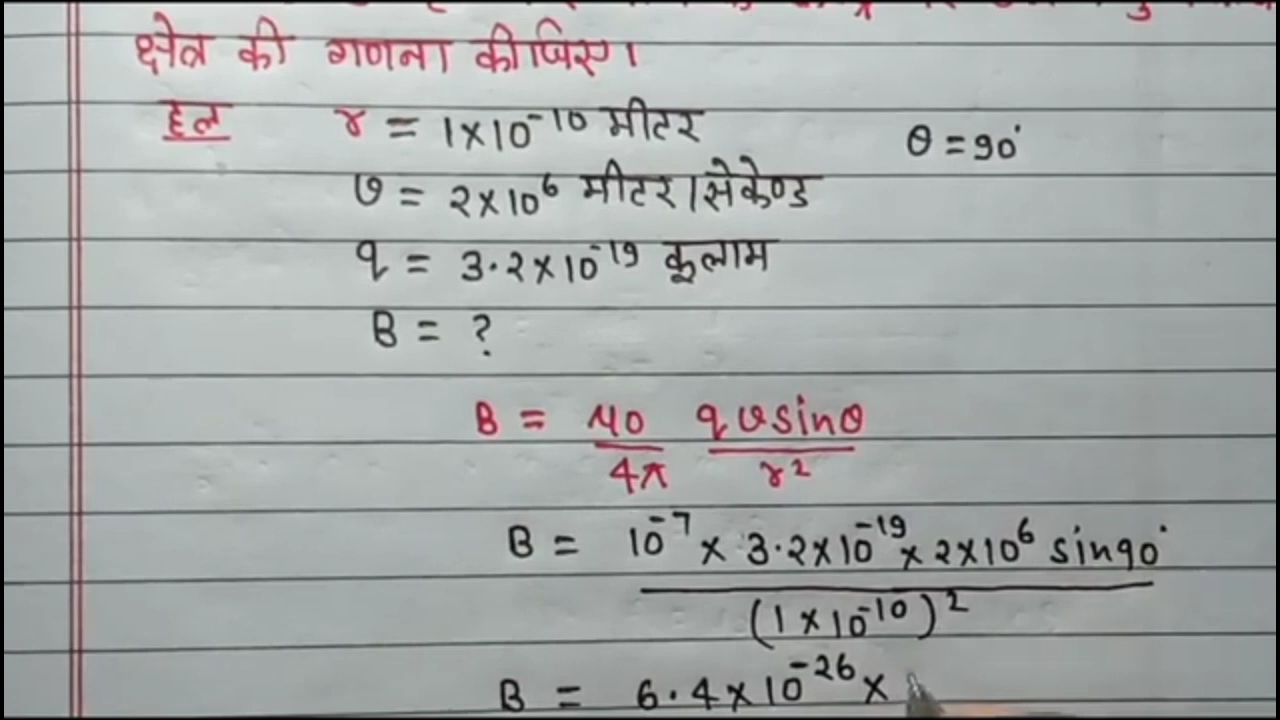 क्षेत्र की गणना कीजिए।
हल r = 1×10⁻¹⁰ मीटर θ = 90°
v = 2×10⁶ मीटर/सेकेण्ड
q = 3.2×10⁻¹⁹ कूलाम
B = ?
B = μ0/4π q v sinθ/r²
B = 10⁻⁷ × 3.2×10⁻¹⁹ × 2×10⁶ sin90°
(1×10⁻¹⁰)²
B = 6.4×10⁻²⁶ ×